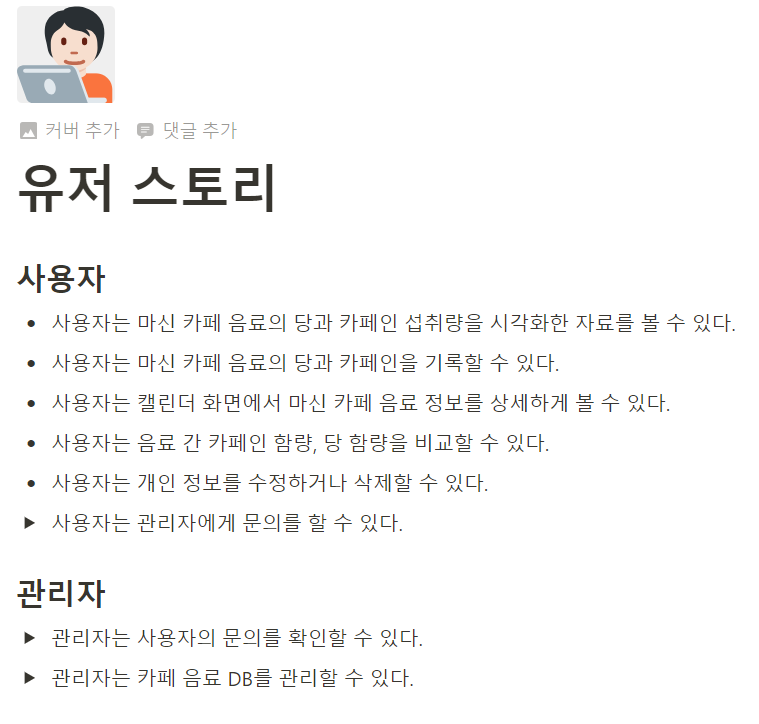 커버 추가 댓글 추가
유저 스토리
사용자
• 사용자는 마신 카페 음료의 당과 카페인 섭취량을 시각화한 자료를 볼 수 있다.
• 사용자는 마신 카페 음료의 당과 카페인을 기록할 수 있다.
• 사용자는 캘린더 화면에서 마신 카페 음료 정보를 상세하게 볼 수 있다.
• 사용자는 음료 간 카페인 함량, 당 함량을 비교할 수 있다.
• 사용자는 개인 정보를 수정하거나 삭제할 수 있다.
▶ 사용자는 관리자에게 문의를 할 수 있다.
관리자
▶ 관리자는 사용자의 문의를 확인할 수 있다.
▶ 관리자는 카페 음료 DB를 관리할 수 있다.